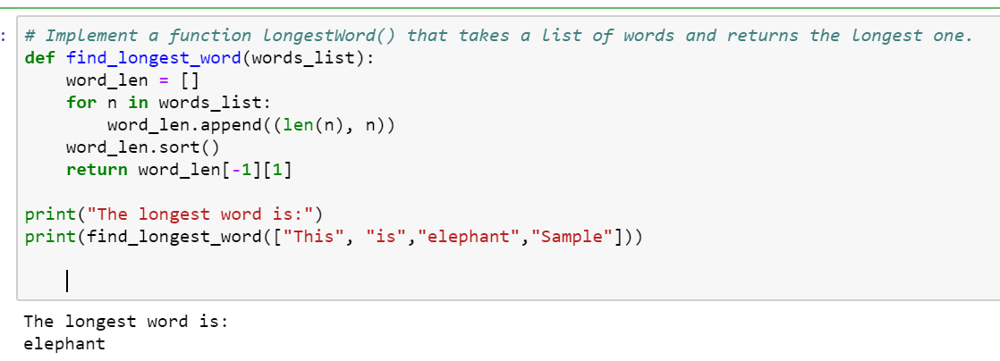 : # Implement a function longestWord() that takes a list of words and returns the longest one.
def find_longest_word(words_list):
    word_len = []
    for n in words_list:
        word_len.append((len(n), n))
    word_len.sort()
    return word_len[-1][1]

print("The longest word is:")
print(find_longest_word(["This", "is","elephant","Sample"]))

The longest word is:
elephant